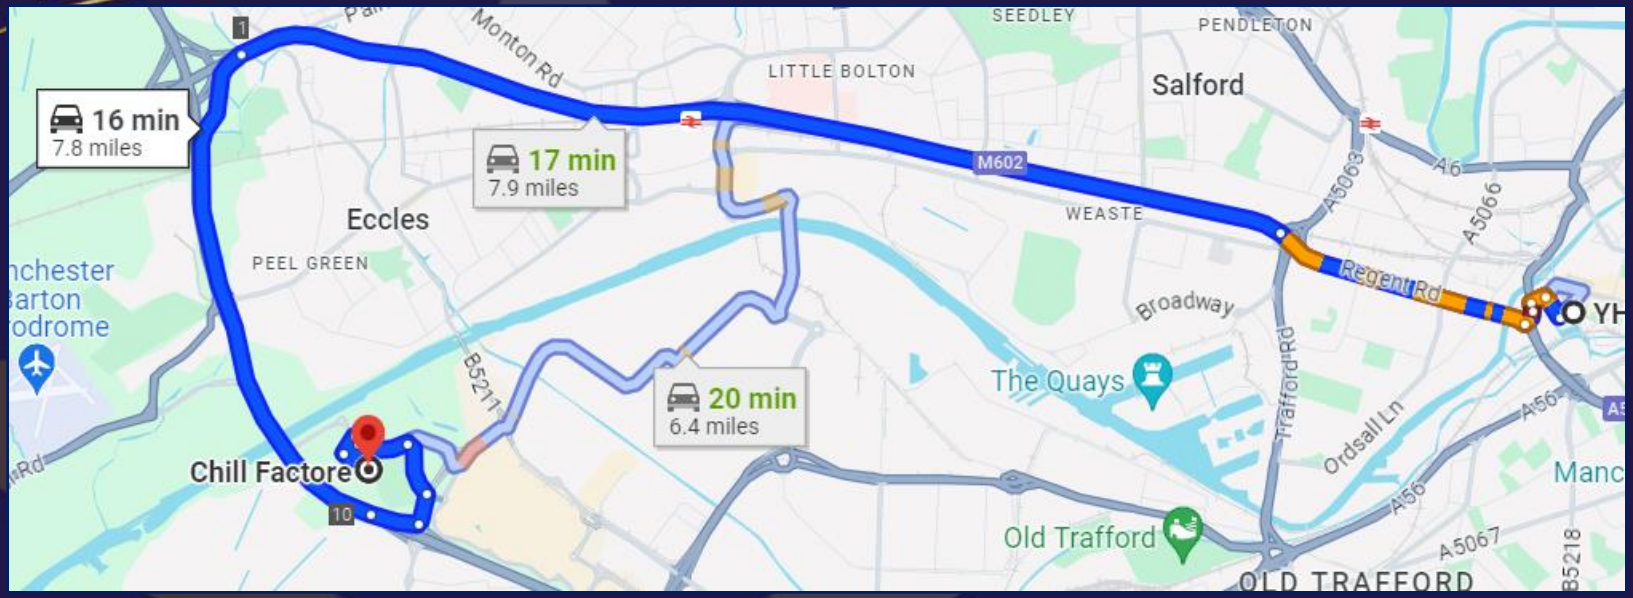 SEEDLEY
PENDLETON
1
Monton Rd
LITTLE BOLTON
Salford
16 min
7.8 miles
17 min
7.9 miles
M602
A5063
A6
A5066
WEASTE
Eccles
PEEL GREEN
nchester
Barton
rodrome
Regent Rd
Broadway
YH
B5211
The Quays
Trafford Rd
20 min
6.4 miles
A56
A5
Ordsall Ln
Rd
Chill Factore
Manc
10
A56
Old Trafford
A5067
B5218
OLD TRAFFORD